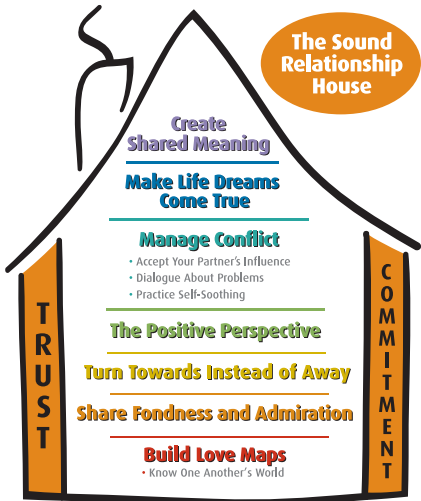 The Sound
Relationship
House
Create
Shared Meaning
Make Life Dreams
Come True
Manage Conflict
• Accept Your Partner's Influence
• Dialogue About Problems
• Practice Self-Soothing
The Positive Perspective
Turn Towards Instead of Away
Share Fondness and Admiration
Build Love Maps
• Know One Another's World
TRUST
COMMITMENT